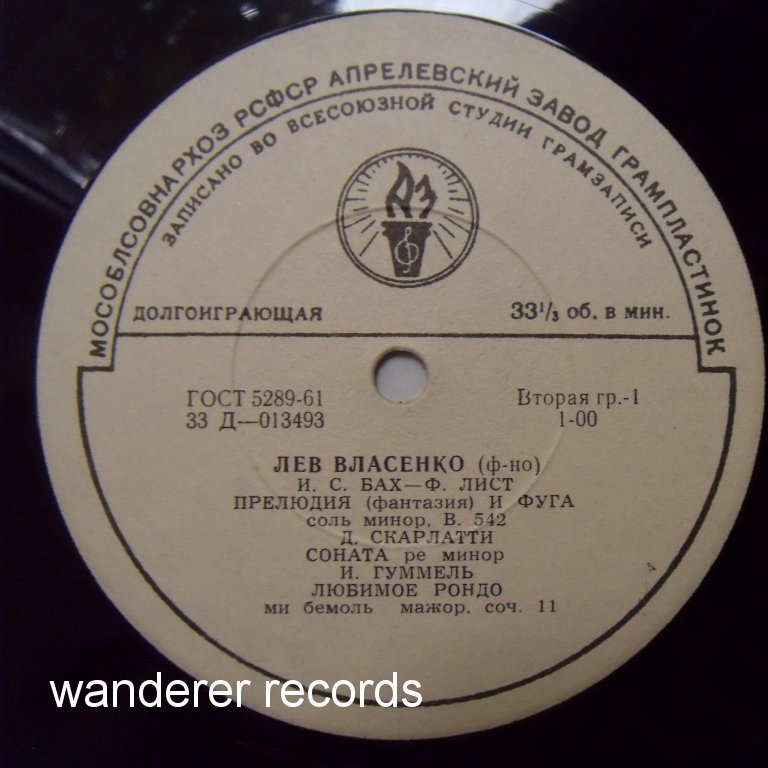 МОСОБЛСОВНАРХОЗ РСФСР АПРЕЛЕВСКИЙ ЗАВОД ГРАМПЛАСТИНОК
ЗАПИСАНО ВО ВСЕСОЮЗНОЙ СТУДИИ ГРАМЗАПИСИ
АЗ
ДОЛГОИГРАЮЩАЯ 33⅓ об. в мин.
ГОСТ 5289-61 Вторая гр.-1
33 Д—013493 1-00
ЛЕВ ВЛАСЕНКО (ф-но)
И. С. БАХ—Ф. ЛИСТ
ПРЕЛЮДИЯ (фантазия) И ФУГА
соль минор, В. 542
Д. СКАРЛАТТИ
СОНАТА ре минор
И. ГУММЕЛЬ
ЛЮБИМОЕ РОНДО
ми бемоль мажор, соч. 11
wanderer records